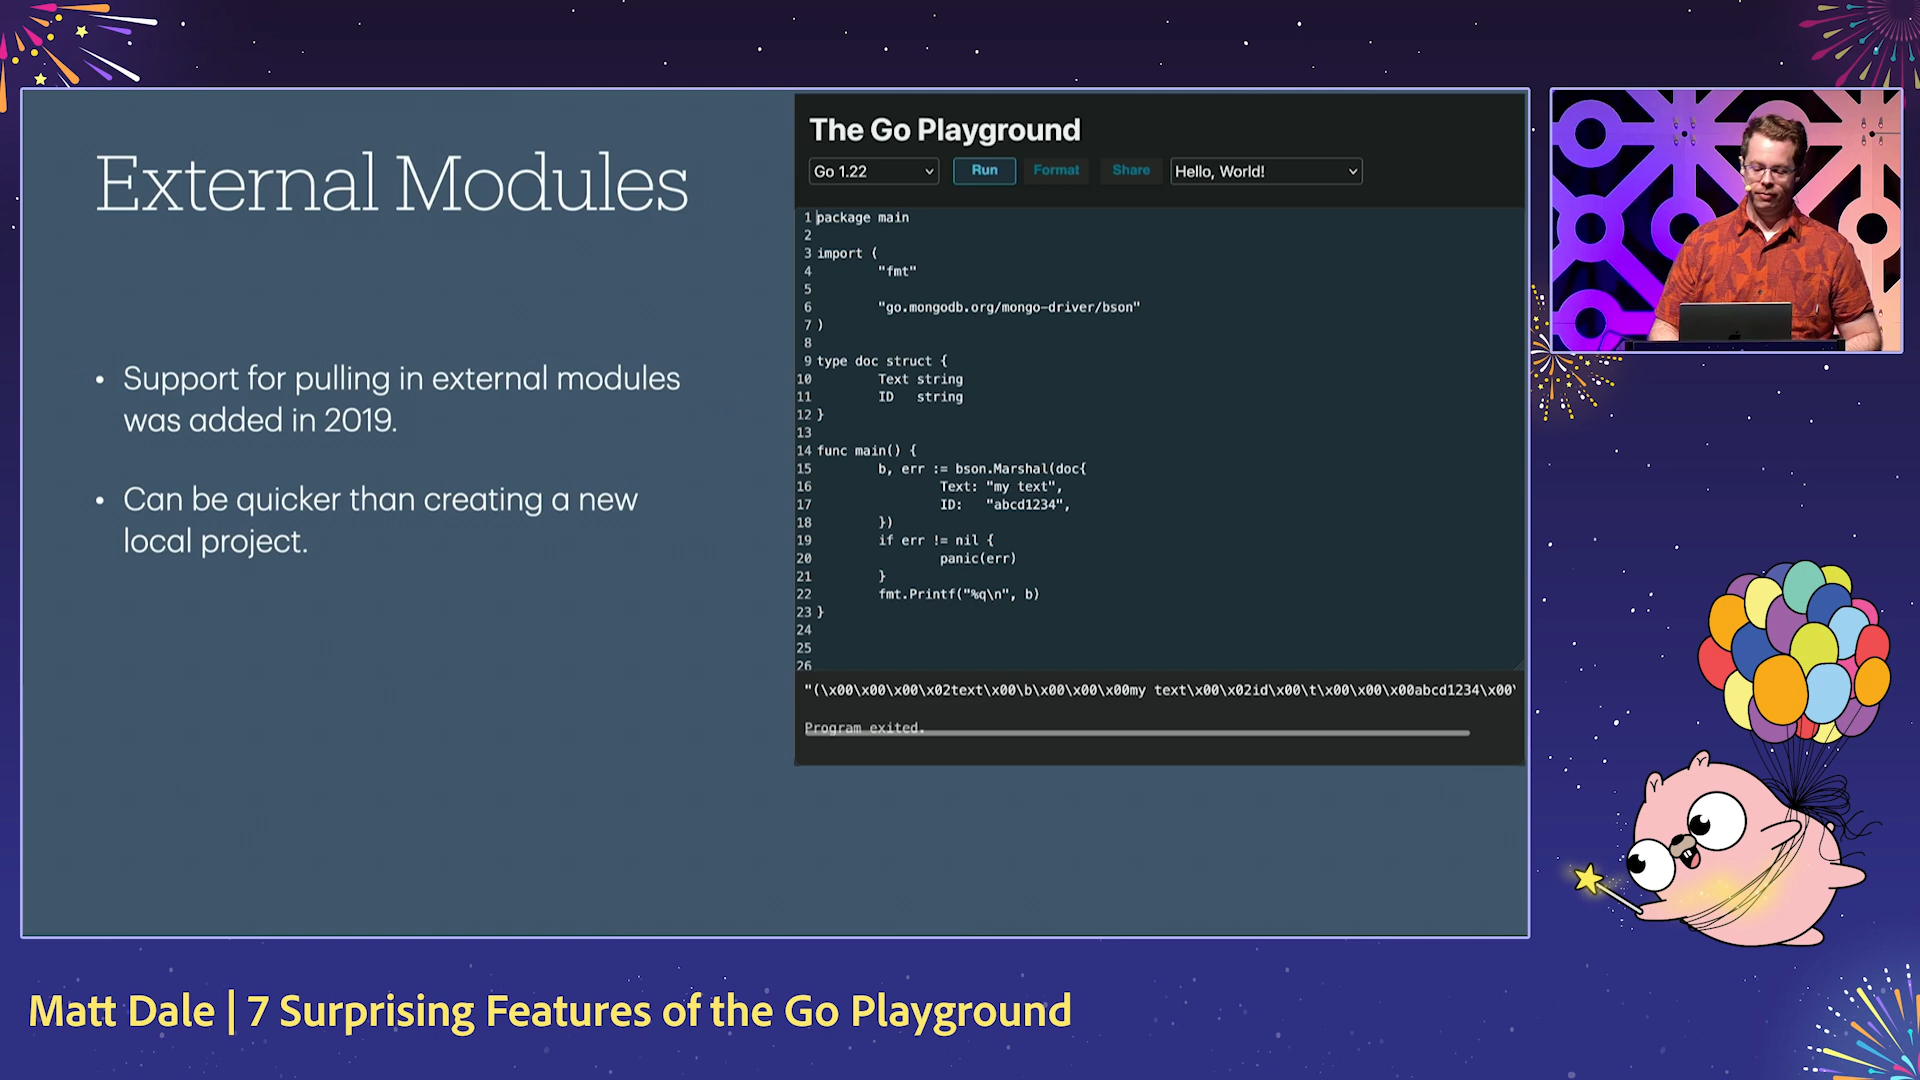 External Modules
• Support for pulling in external modules
was added in 2019.
• Can be quicker than creating a new
local project.
The Go Playground
Go 1.22
Run
Format
Share
Hello, World!
1 package main
2
3 import (
4 "fmt"
5
6 "go.mongodb.org/mongo-driver/bson"
7 )
8
9 type doc struct {
10 Text string
11 ID   string
12 }
13
14 func main() {
15 b, err := bson.Marshal(doc{
16 Text: "my text",
17 ID:   "abcd1234",
18 })
19 if err != nil {
20 panic(err)
21 }
22 fmt.Printf("%q\n", b)
23 }
24
25
26
"(\x00\x00\x00\x02text\x00\b\x00\x00\x00my text\x00\x02id\x00\t\x00\x00\x00abcd1234\x00
Program exited.
Matt Dale | 7 Surprising Features of the Go Playground